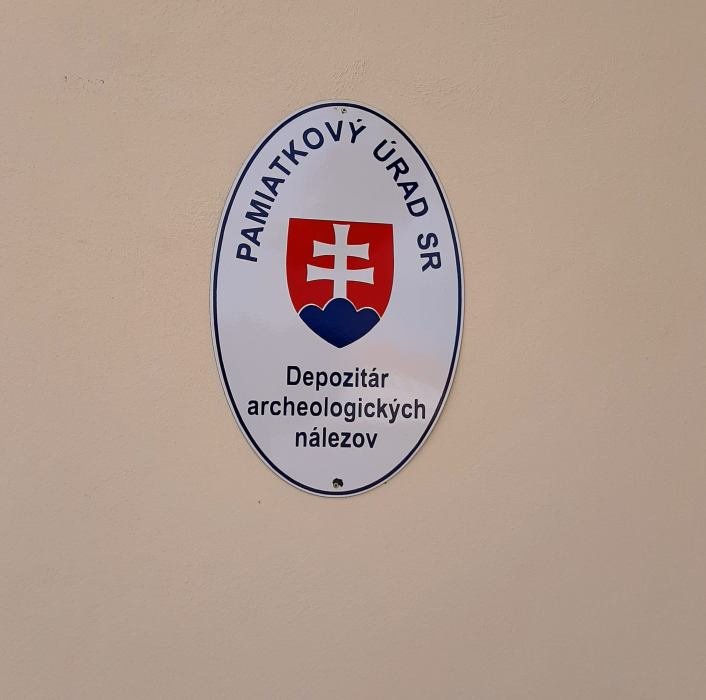 PAMIATKOVÝ ÚRAD SR
Depozitár
archeologických
nálezov